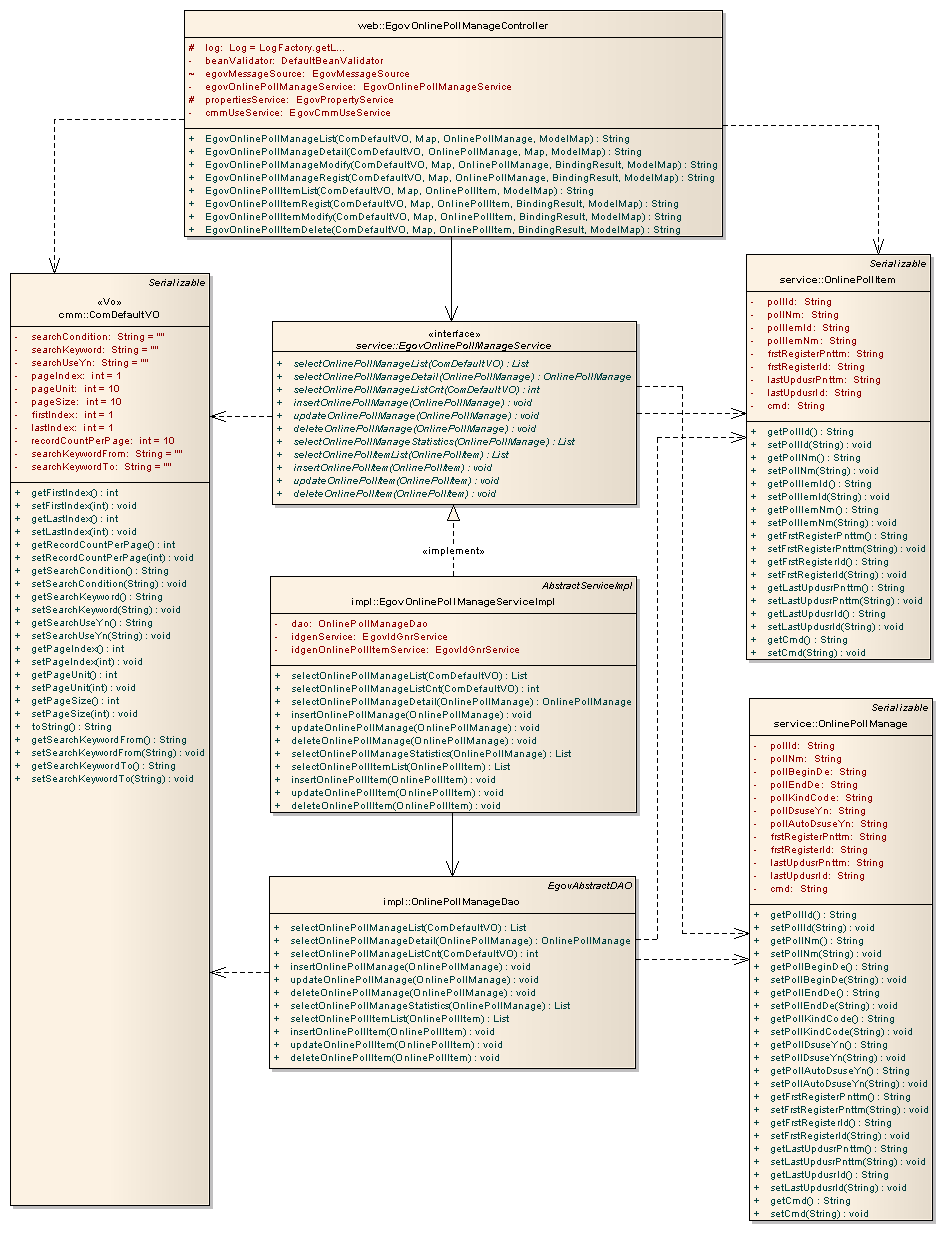 web::EgovOnlinePollManageController
# log: Log = LogFactory.getL...
- beanValidator: DefaultBeanValidator
~ egovMessageSource: EgovMessageSource
- egovOnlinePollManageService: EgovOnlinePollManageService
# propertiesService: EgovPropertyService
- cmmUseService: EgovCmmUseService
+ EgovOnlinePollManageList(ComDefaultVO, Map, OnlinePollManage, ModelMap) : String
+ EgovOnlinePollManageDetail(ComDefaultVO, OnlinePollManage, Map, ModelMap) : String
+ EgovOnlinePollManageModify(ComDefaultVO, Map, OnlinePollManage, BindingResult, ModelMap) : String
+ EgovOnlinePollManageRegist(ComDefaultVO, Map, OnlinePollManage, BindingResult, ModelMap) : String
+ EgovOnlinePollItemList(ComDefaultVO, Map, OnlinePollItem, ModelMap) : String
+ EgovOnlinePollItemRegist(ComDefaultVO, Map, OnlinePollItem, BindingResult, ModelMap) : String
+ EgovOnlinePollItemModify(ComDefaultVO, Map, OnlinePollItem, BindingResult, ModelMap) : String
+ EgovOnlinePollItemDelete(ComDefaultVO, Map, OnlinePollItem, BindingResult, ModelMap) : String
Serializable
«Vo»
cmm::ComDefaultVO
- searchCondition: String = ""
- searchKeyword: String = ""
- searchUseYn: String = ""
- pageIndex: int = 1
- pageUnit: int = 10
- pageSize: int = 10
- firstIndex: int = 1
- lastIndex: int = 1
- recordCountPerPage: int = 10
- searchKeywordFrom: String = ""
- searchKeywordTo: String = ""
+ getFirstIndex() : int
+ setFirstIndex(int) : void
+ getLastIndex() : int
+ setLastIndex(int) : void
+ getRecordCountPerPage() : int
+ setRecordCountPerPage(int) : void
+ getSearchCondition() : String
+ setSearchCondition(String) : void
+ getSearchKeyword() : String
+ setSearchKeyword(String) : void
+ getSearchUseYn() : String
+ setSearchUseYn(String) : void
+ getPageIndex() : int
+ setPageIndex(int) : void
+ getPageUnit() : int
+ setPageUnit(int) : void
+ getPageSize() : int
+ setPageSize(int) : void
+ toString() : String
+ getSearchKeywordFrom() : String
+ setSearchKeywordFrom(String) : void
+ getSearchKeywordTo() : String
+ setSearchKeywordTo(String) : void
«interface»
service::EgovOnlinePollManageService
+ selectOnlinePollManageList(ComDefaultVO) : List
+ selectOnlinePollManageDetail(OnlinePollManage) : OnlinePollManage
+ selectOnlinePollManageListCnt(ComDefaultVO) : int
+ insertOnlinePollManage(OnlinePollManage) : void
+ updateOnlinePollManage(OnlinePollManage) : void
+ deleteOnlinePollManage(OnlinePollManage) : void
+ selectOnlinePollManageStatistics(OnlinePollManage) : List
+ selectOnlinePollItemList(OnlinePollItem) : List
+ insertOnlinePollItem(OnlinePollItem) : void
+ updateOnlinePollItem(OnlinePollItem) : void
+ deleteOnlinePollItem(OnlinePollItem) : void
«implement»
AbstractServiceImpl
impl::EgovOnlinePollManageServiceImpl
- dao: OnlinePollManageDao
- idgenService: EgovIdGnrService
- idgenOnlinePollItemService: EgovIdGnrService
+ selectOnlinePollManageList(ComDefaultVO) : List
+ selectOnlinePollManageListCnt(ComDefaultVO) : int
+ selectOnlinePollManageDetail(OnlinePollManage) : OnlinePollManage
+ insertOnlinePollManage(OnlinePollManage) : void
+ updateOnlinePollManage(OnlinePollManage) : void
+ deleteOnlinePollManage(OnlinePollManage) : void
+ selectOnlinePollManageStatistics(OnlinePollManage) : List
+ selectOnlinePollItemList(OnlinePollItem) : List
+ insertOnlinePollItem(OnlinePollItem) : void
+ updateOnlinePollItem(OnlinePollItem) : void
+ deleteOnlinePollItem(OnlinePollItem) : void
EgovAbstractDAO
impl::OnlinePollManageDao
+ selectOnlinePollManageList(ComDefaultVO) : List
+ selectOnlinePollManageDetail(OnlinePollManage) : OnlinePollManage
+ selectOnlinePollManageListCnt(ComDefaultVO) : int
+ insertOnlinePollManage(OnlinePollManage) : void
+ updateOnlinePollManage(OnlinePollManage) : void
+ deleteOnlinePollManage(OnlinePollManage) : void
+ selectOnlinePollManageStatistics(OnlinePollManage) : List
+ selectOnlinePollItemList(OnlinePollItem) : List
+ insertOnlinePollItem(OnlinePollItem) : void
+ updateOnlinePollItem(OnlinePollItem) : void
+ deleteOnlinePollItem(OnlinePollItem) : void
Serializable
service::OnlinePollItem
- pollId: String
- pollNm: String
- pollIemId: String
- pollIemNm: String
- frstRegisterPnttm: String
- frstRegisterId: String
- lastUpdusrPnttm: String
- lastUpdusrId: String
- cmd: String
+ getPollId() : String
+ setPollId(String) : void
+ getPollNm() : String
+ setPollNm(String) : void
+ getPollIemId() : String
+ setPollIemId(String) : void
+ getPollIemNm() : String
+ setPollIemNm(String) : void
+ getFrstRegisterPnttm() : String
+ setFrstRegisterPnttm(String) : void
+ getFrstRegisterId() : String
+ setFrstRegisterId(String) : void
+ getLastUpdusrPnttm() : String
+ setLastUpdusrPnttm(String) : void
+ getLastUpdusrId() : String
+ setLastUpdusrId(String) : void
+ getCmd() : String
+ setCmd(String) : void
Serializable
service::OnlinePollManage
- pollId: String
- pollNm: String
- pollBeginDe: String
- pollEndDe: String
- pollKindCode: String
- pollDsuseYn: String
- pollAutoDsuseYn: String
- frstRegisterPnttm: String
- frstRegisterId: String
- lastUpdusrPnttm: String
- lastUpdusrId: String
- cmd: String
+ getPollId() : String
+ setPollId(String) : void
+ getPollNm() : String
+ setPollNm(String) : void
+ getPollBeginDe() : String
+ setPollBeginDe(String) : void
+ getPollEndDe() : String
+ setPollEndDe(String) : void
+ getPollKindCode() : String
+ setPollKindCode(String) : void
+ getPollDsuseYn() : String
+ setPollDsuseYn(String) : void
+ getPollAutoDsuseYn() : String
+ setPollAutoDsuseYn(String) : void
+ getFrstRegisterPnttm() : String
+ setFrstRegisterPnttm(String) : void
+ getFrstRegisterId() : String
+ setFrstRegisterId(String) : void
+ getLastUpdusrPnttm() : String
+ setLastUpdusrPnttm(String) : void
+ getLastUpdusrId() : String
+ setLastUpdusrId(String) : void
+ getCmd() : String
+ setCmd(String) : void